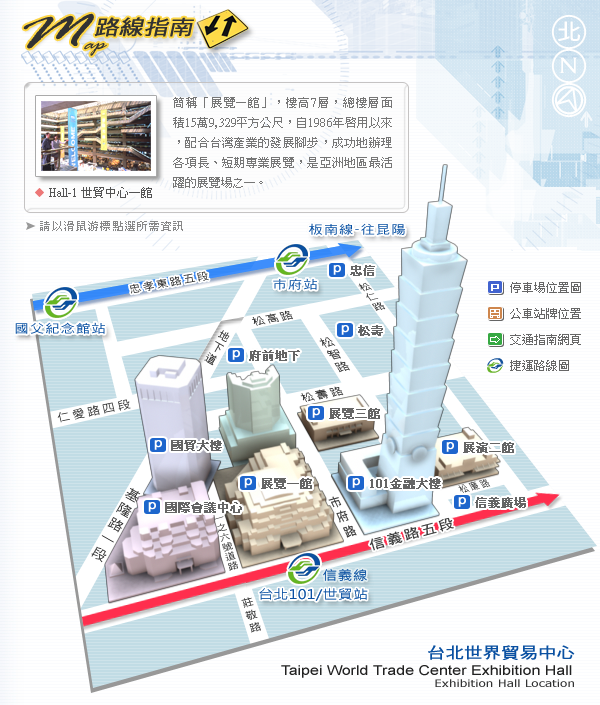 Map 路線指南
北
N
簡稱「展覽一館」，樓高7層，總樓層面
積15萬9,329平方公尺，自1986年啓用以來
，配合台灣產業的發展腳步，成功地辦理
各項長、短期專業展覽，是亞洲地區最活
躍的展覽場之一。
◆ Hall-1 世貿中心一館
➤ 請以滑鼠游標點選所需資訊
板南線-往昆陽
忠孝東路五段
市府站
P 忠信
國父紀念館站
松仁路
P 停車場位置圖
公車站牌位置
交通指南網頁
捷運路線圖
松高路
地下道
P 松壽
松智路
P 府前地下
松壽路
仁愛路四段
P 展覽三館
P 國貿大樓
P 展演二館
P 展覽一館
P 101金融大樓
松廉路
P 信義廣場
P 國際會議中心
基隆路一段
市府路
之六號道路
信義路五段
信義線
台北101/世貿站
莊敬路
台北世界貿易中心
Taipei World Trade Center Exhibition Hall
Exhibition Hall Location